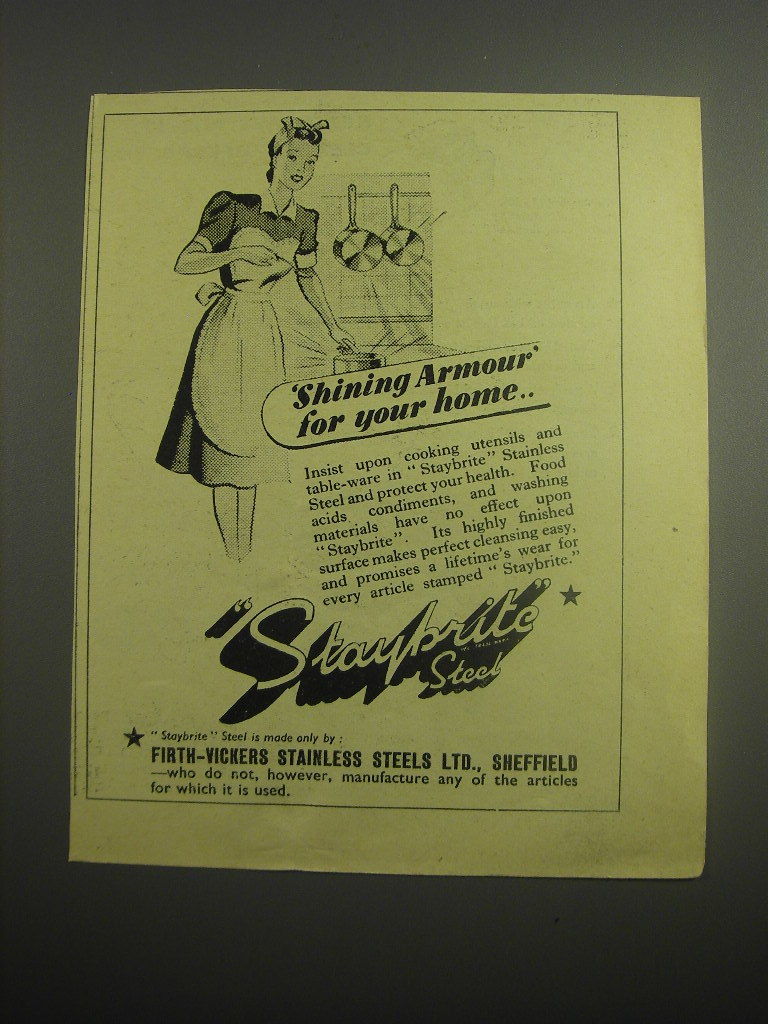 'Shining Armour'
for your home..
Insist upon cooking utensils and
table-ware in "Staybrite" Stainless
Steel and protect your health. Food
acids, condiments, and washing
materials have no effect upon
"Staybrite". Its highly finished
surface makes perfect cleansing easy,
and promises a lifetime's wear for
every article stamped "Staybrite."
"Staybrite" ★
Steel
★ "Staybrite" Steel is made only by:
FIRTH-VICKERS STAINLESS STEELS LTD., SHEFFIELD
—who do not, however, manufacture any of the articles
for which it is used.